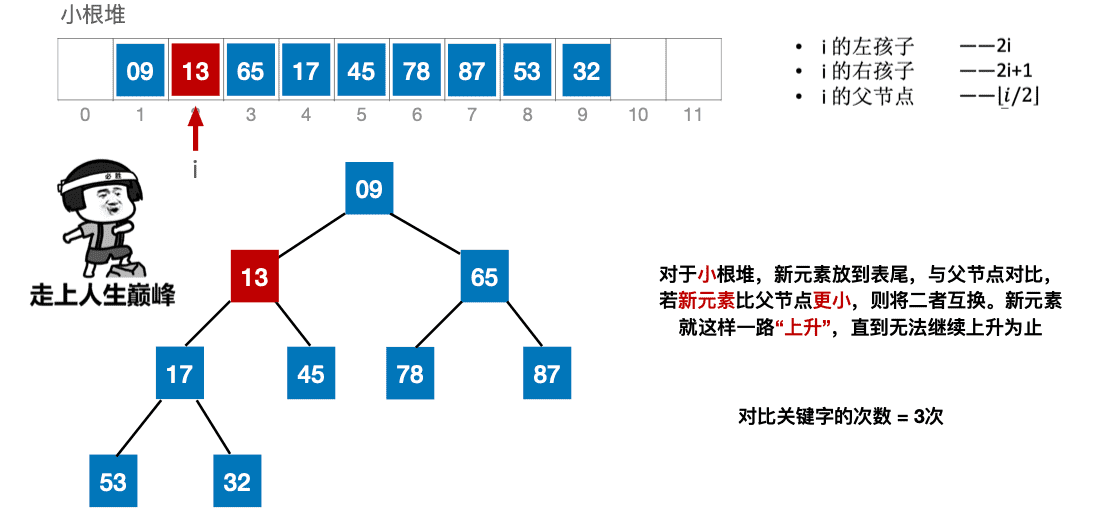 小根堆
09 13 65 17 45 78 87 53 32
0 1 2 3 4 5 6 7 8 9 10 11
i
• i 的左孩子 ——2i
• i 的右孩子 ——2i+1
• i 的父节点 ——⌊i/2⌋
必胜
走上人生巅峰
09
13 65
17 45 78 87
53 32
对于小根堆，新元素放到表尾，与父节点对比，
若新元素比父节点更小，则将二者互换。新元素
就这样一路“上升”，直到无法继续上升为止
对比关键字的次数 = 3次